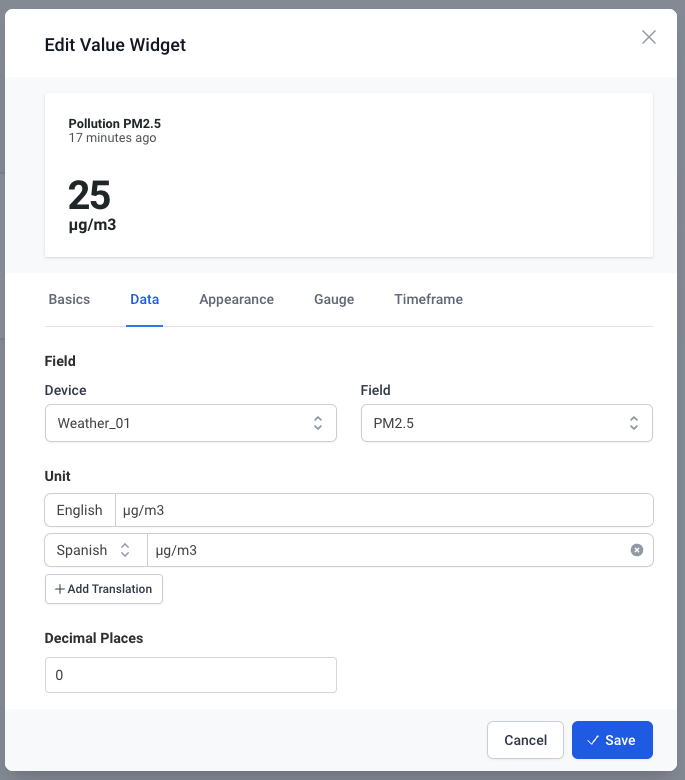 Edit Value Widget
Pollution PM2.5
17 minutes ago
25
µg/m3
Basics Data Appearance Gauge Timeframe
Field
Device Field
Weather_01 PM2.5
Unit
English µg/m3
Spanish µg/m3
Add Translation
Decimal Places
0
Cancel Save